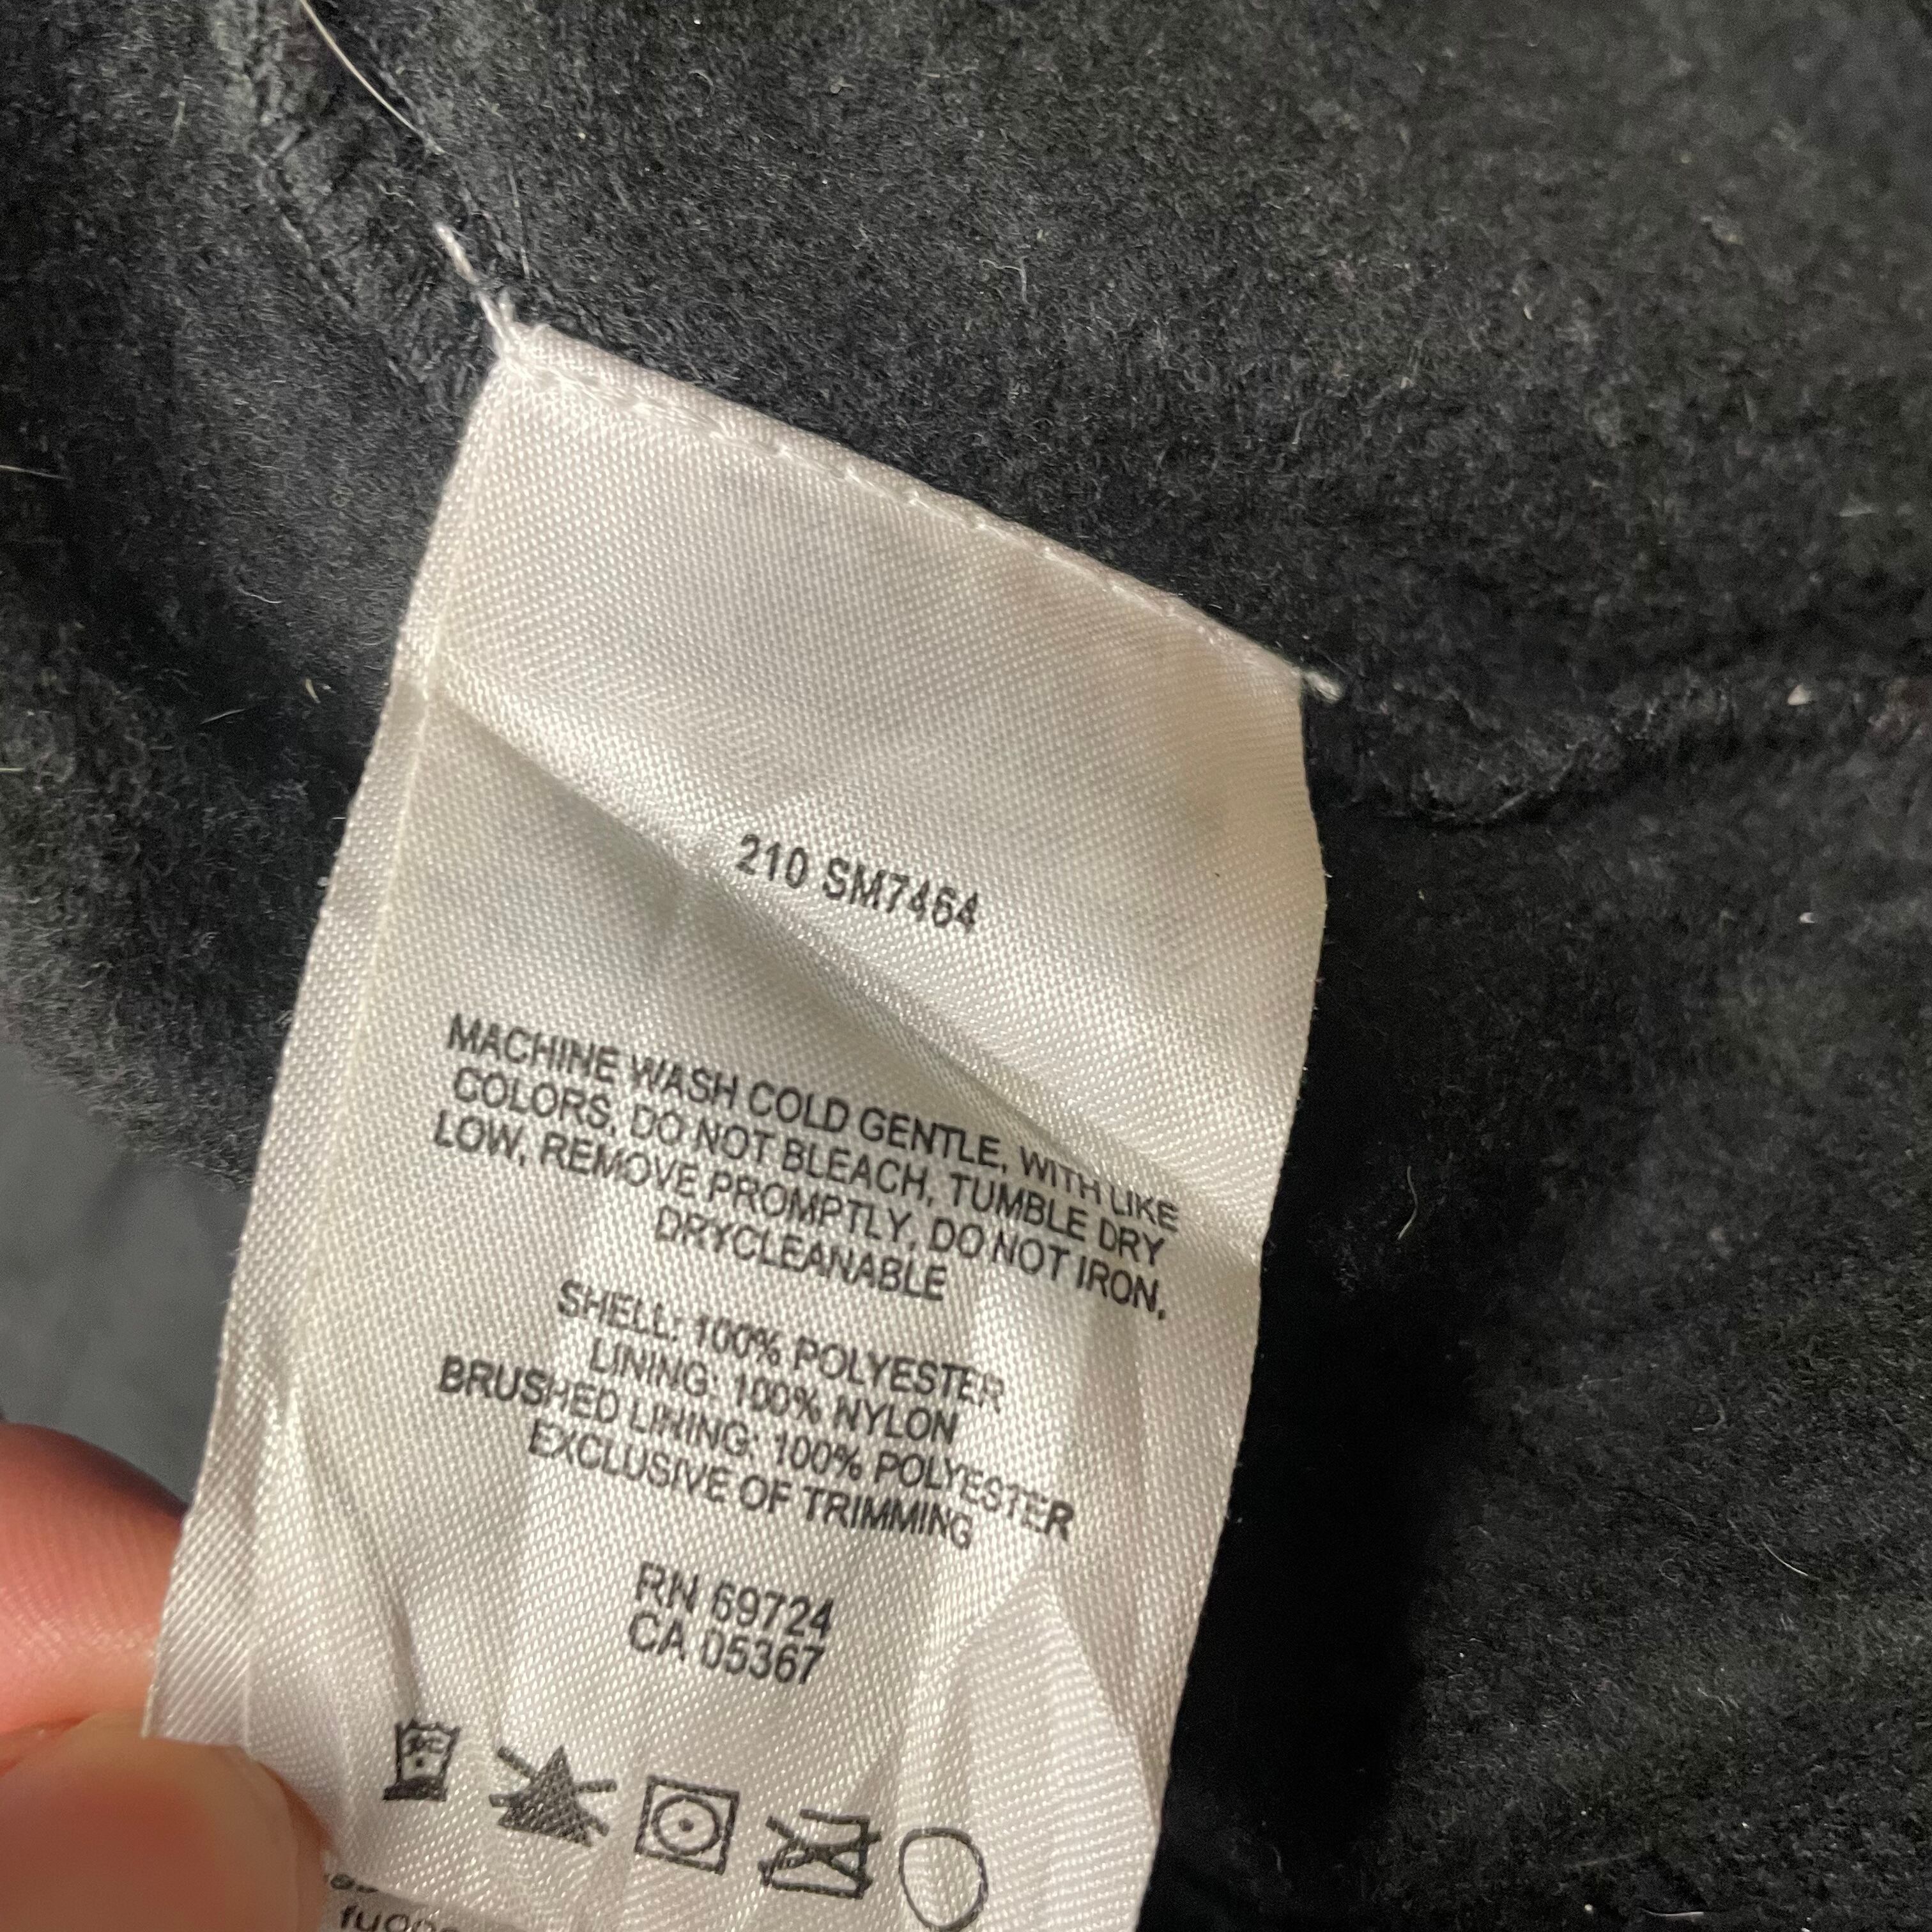 210 SM7464
MACHINE WASH COLD GENTLE, WITH LIKE
COLORS, DO NOT BLEACH, TUMBLE DRY
LOW, REMOVE PROMPTLY, DO NOT IRON,
DRYCLEANABLE
SHELL: 100% POLYESTER
LINING: 100% NYLON
BRUSHED LINING: 100% POLYESTER
EXCLUSIVE OF TRIMMING
RN 69724
CA 05367